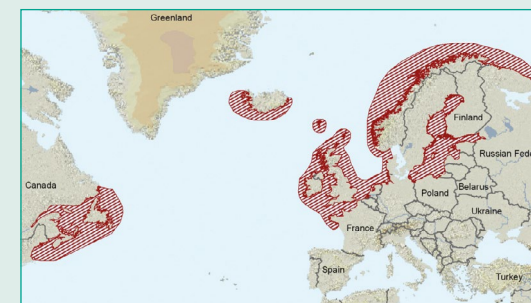 Greenland
Finland
Russian Fede
Canada
Poland
Belarus
Ukraine
France
Spain
Turkey